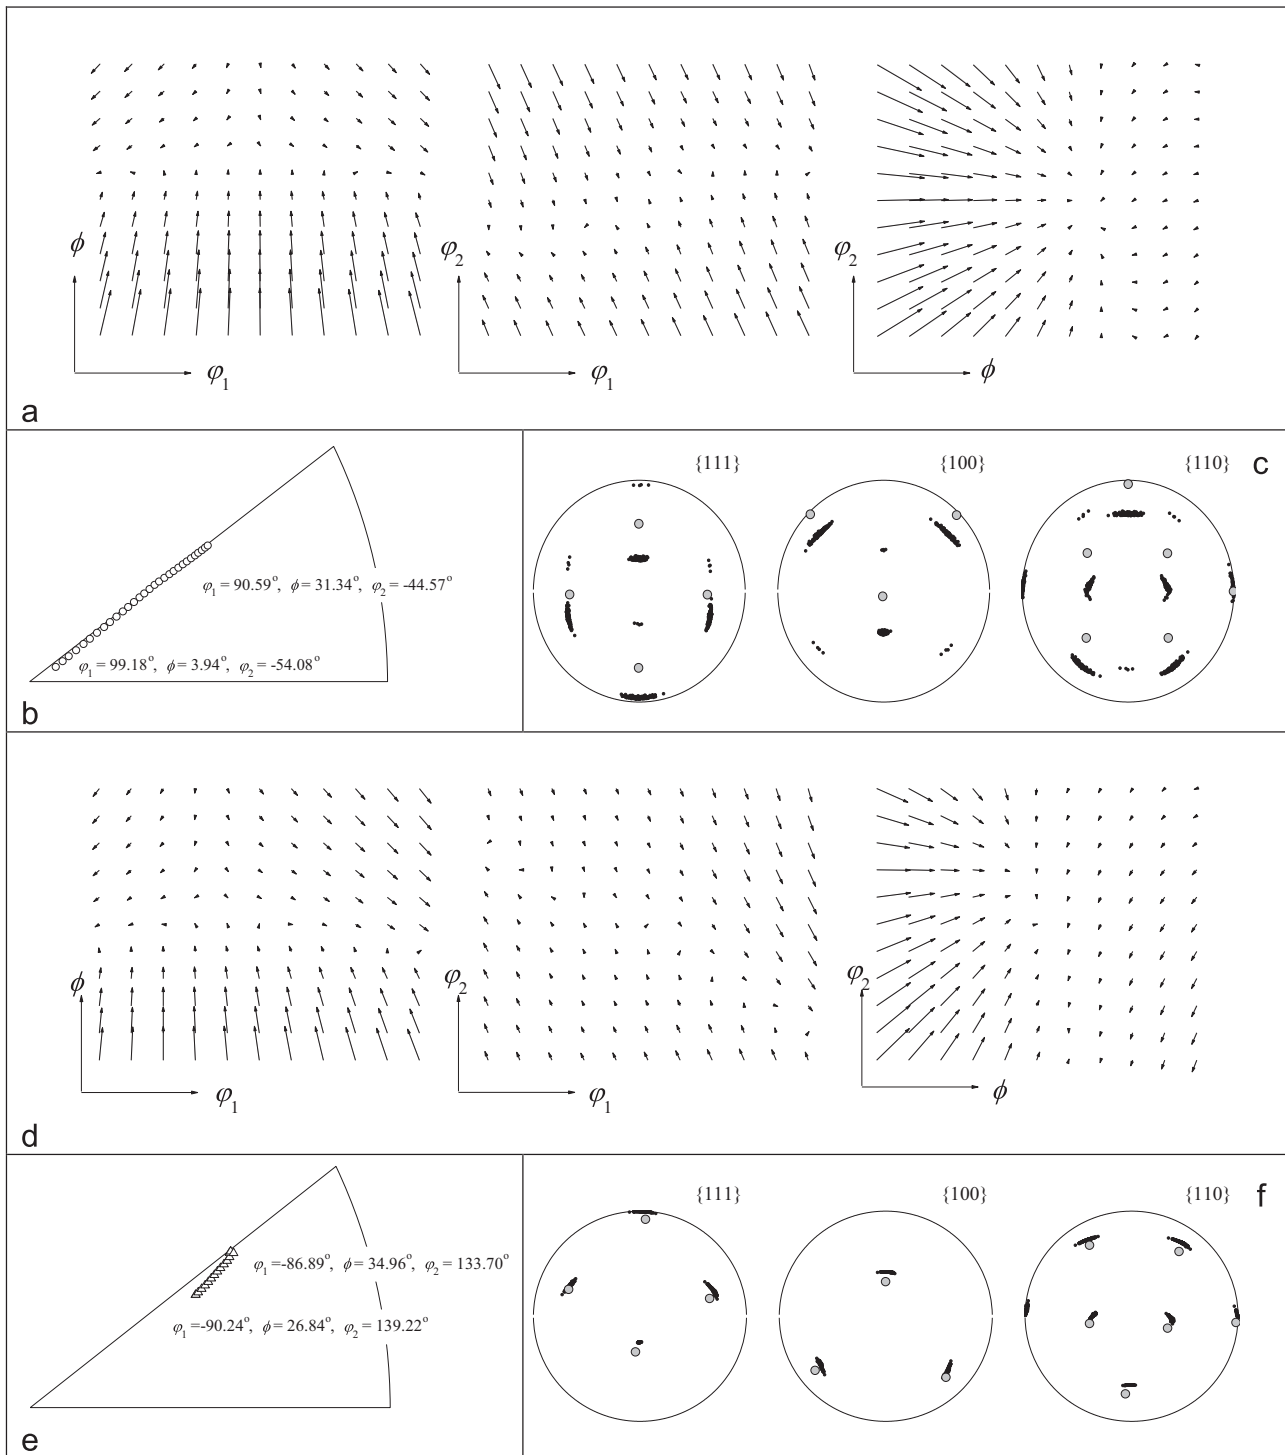 ϕ
φ₁
φ₂
φ₁
φ₂
ϕ
a
φ₁ = 90.59°, ϕ = 31.34°, φ₂ = -44.57°
φ₁ = 99.18°, ϕ = 3.94°, φ₂ = -54.08°
b
{111}
{100}
{110}
c
ϕ
φ₁
φ₂
φ₁
φ₂
ϕ
d
φ₁ =-86.89°, ϕ = 34.96°, φ₂ = 133.70°
φ₁ =-90.24°, ϕ = 26.84°, φ₂ = 139.22°
e
{111}
{100}
{110}
f